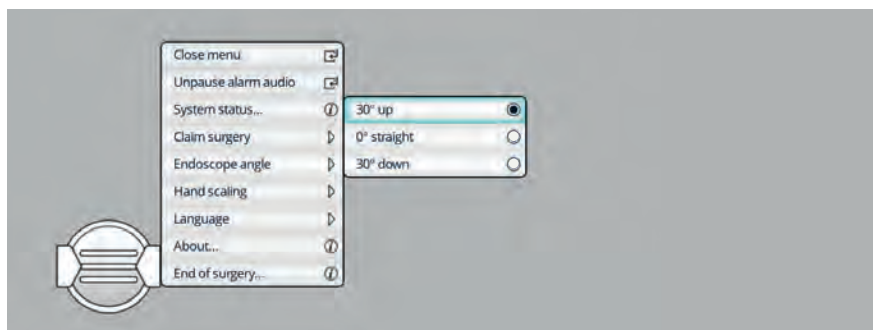 Close menu
Unpause alarm audio
System status...
Claim surgery
Endoscope angle
Hand scaling
Language
About...
End of surgery...
30° up
0° straight
30° down